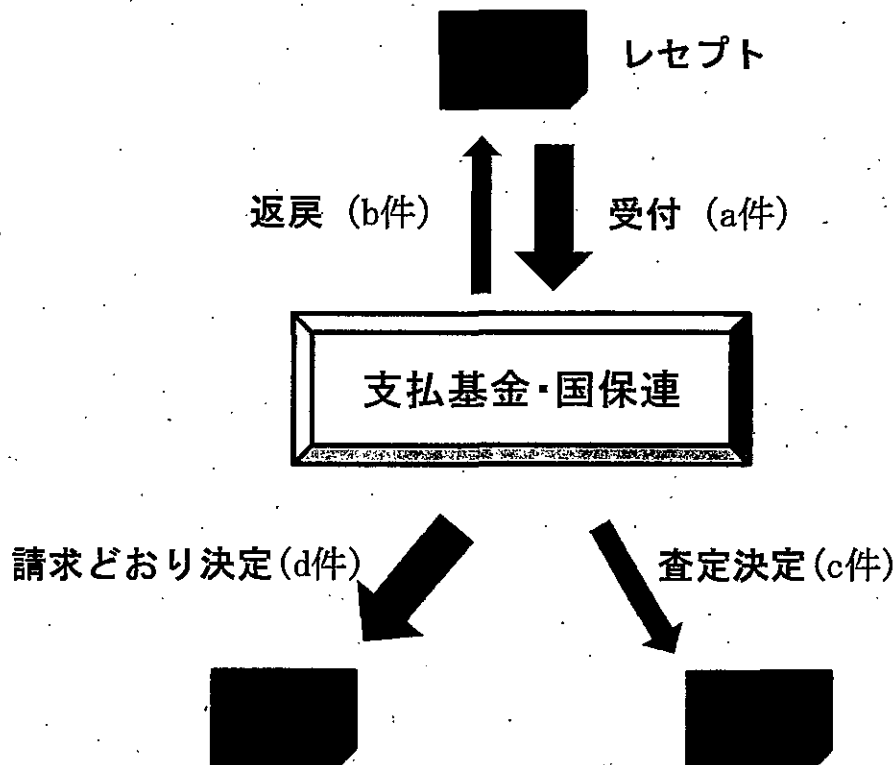 レセプト
返戻 (b件)
受付 (a件)
支払基金・国保連
請求どおり決定(d件)
査定決定(c件)